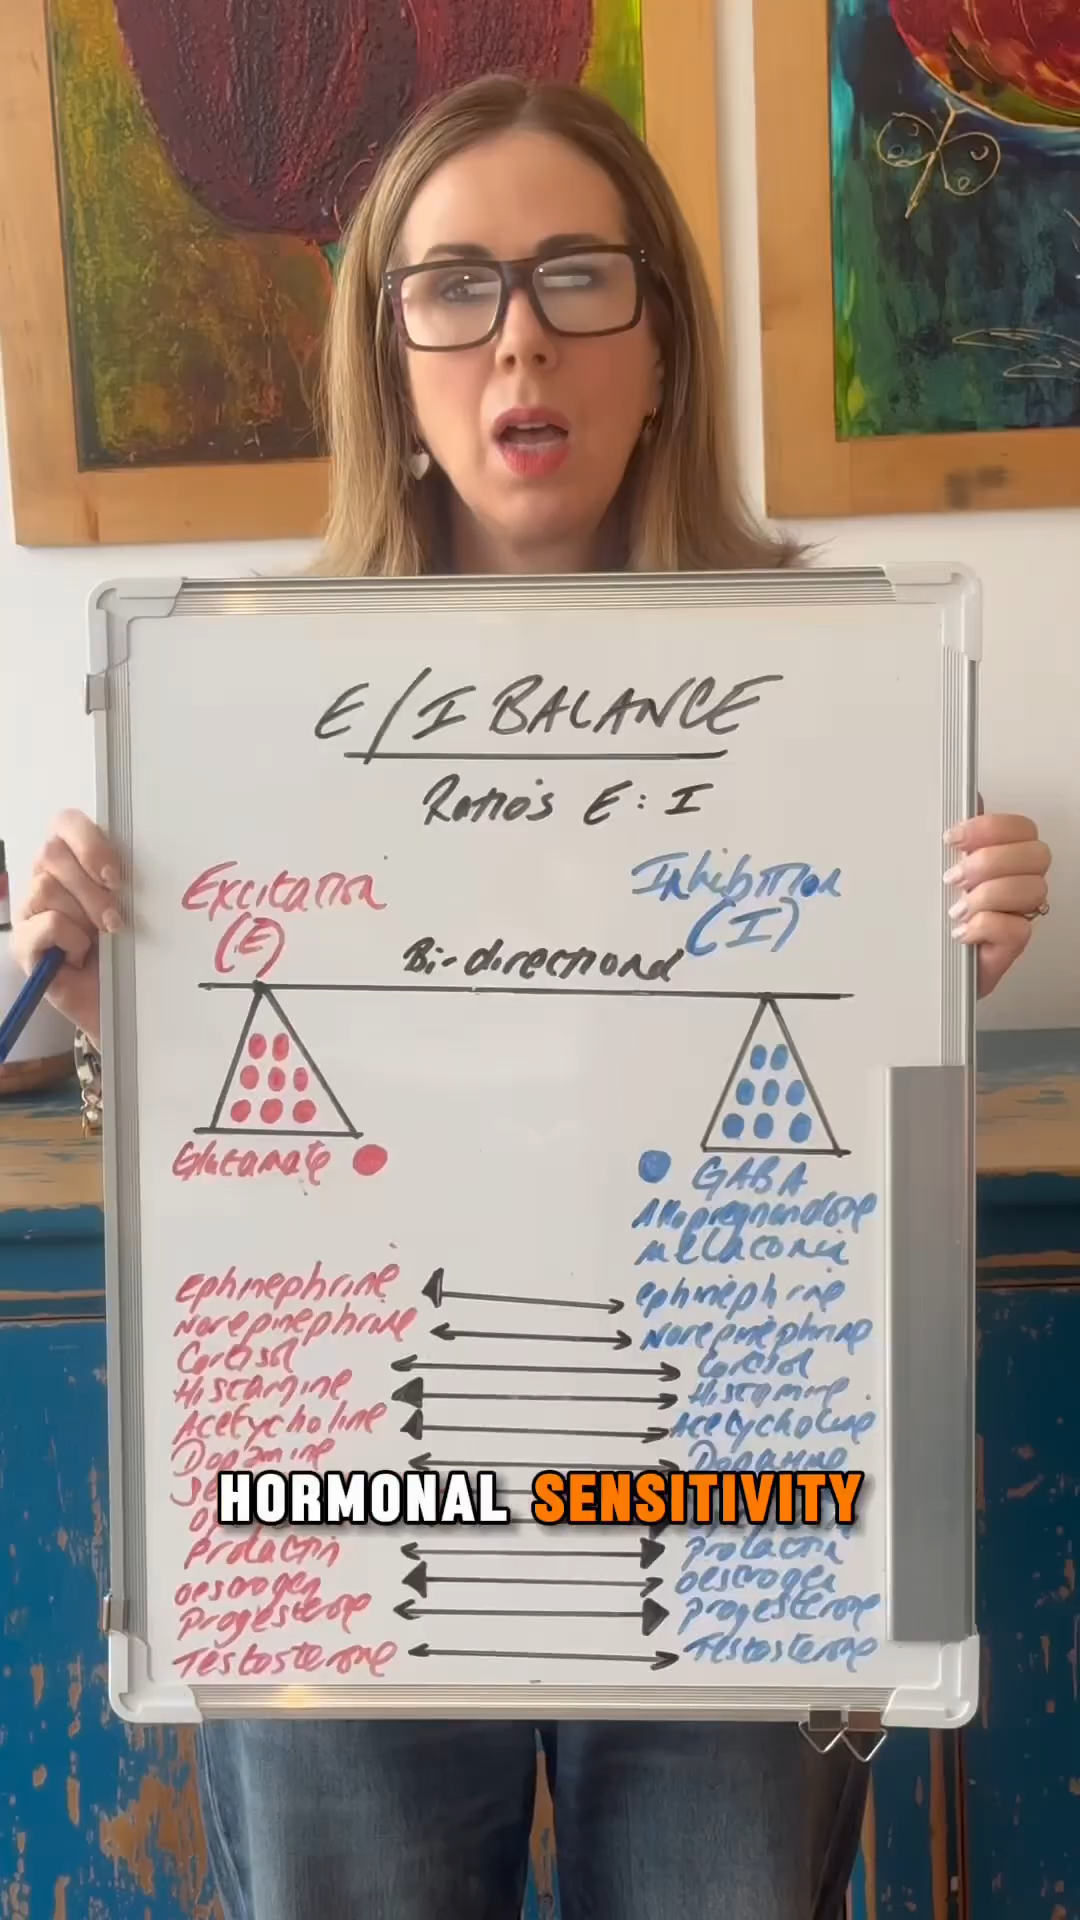 E/I BALANCE
Ratio's E: I
Excitation
(E)
Inhibition
(I)
Bi-directional
Glutamate
GABA
Allopregnanolone
melatonin
Ephinephrine ephinephrine
Norepinephrine Norepinephrine
Cortisol Cortisol
Histamine Histamine
Acetycholine Acetycholine
Dopamine Dopamine
HORMONAL SENSITIVITY
Prolactin Prolactin
oestrogen oestrogen
Progesterone Progesterone
Testosterone Testosterone